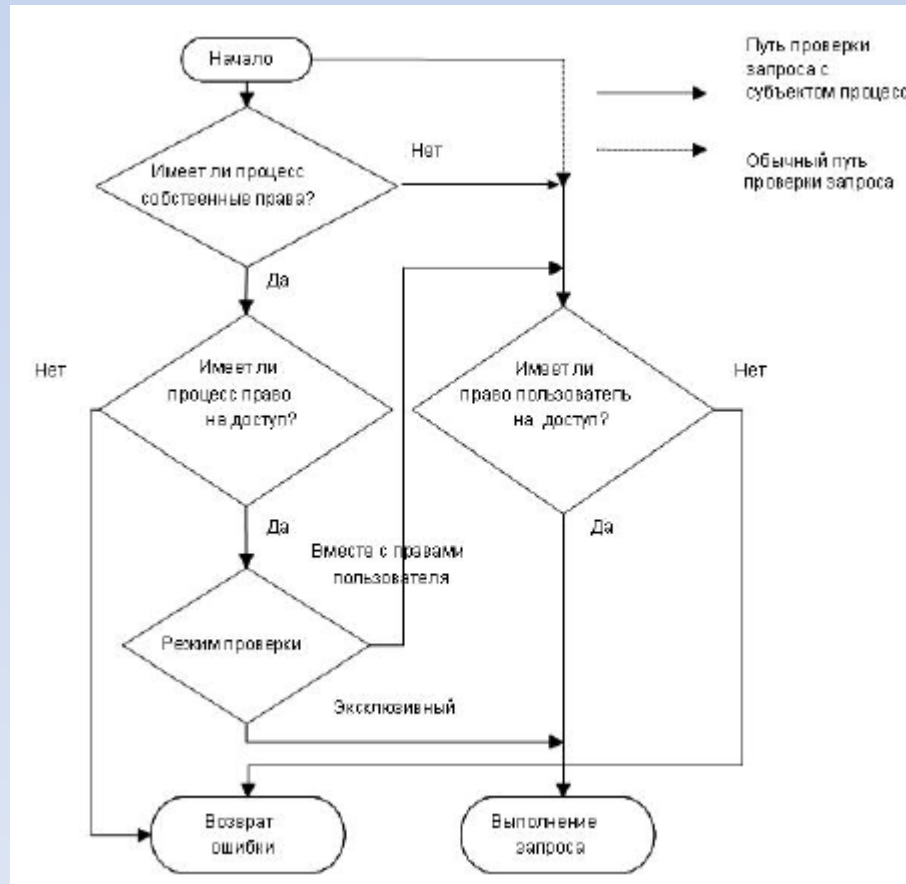 Начало
Путь проверки
запроса с
субъектом процесс
Обычный путь
проверки запроса
Нет
Имеет ли процесс
собственные права?
Да
Нет
Имеет ли
процесс право
на доступ?
Имеет ли
право пользователь
на доступ?
Нет
Да
Да
Вместе с правами
пользователя
Режим проверки
Эксклюзивный
Возврат
ошибки
Выполнение
запроса